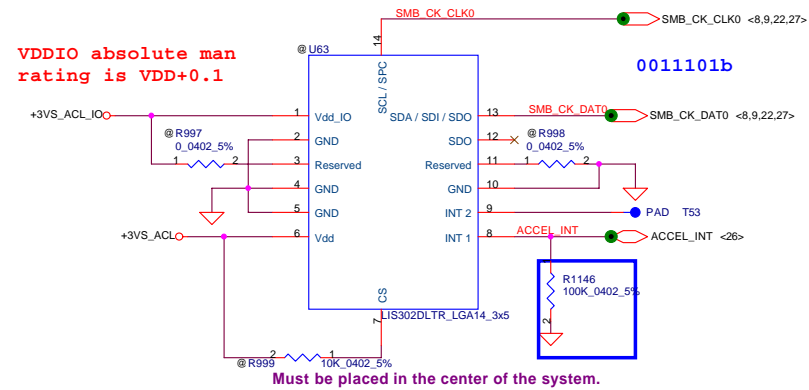 SMB_CK_CLK0
SMB_CK_CLK0 <8,9,22,27>
@ U63
14
VDDIO absolute man
rating is VDD+0.1
0011101b
SCL / SPC
+3VS_ACL_IO
1
Vdd_IO
SDA / SDI / SDO
13
SMB_CK_DAT0
SMB_CK_DAT0 <8,9,22,27>
@ R997
0_0402_5%
2
GND
SDO
12
@ R998
0_0402_5%
1
2
3
Reserved
Reserved
11
1
2
4
GND
GND
10
5
GND
INT 2
9
PAD T53
+3VS_ACL
6
Vdd
INT 1
8
ACCEL_INT
ACCEL_INT <26>
1
R1146
100K_0402_5%
2
CS
7
LIS302DLTR_LGA14_3x5
2
1
@ R999
10K_0402_5%
Must be placed in the center of the system.